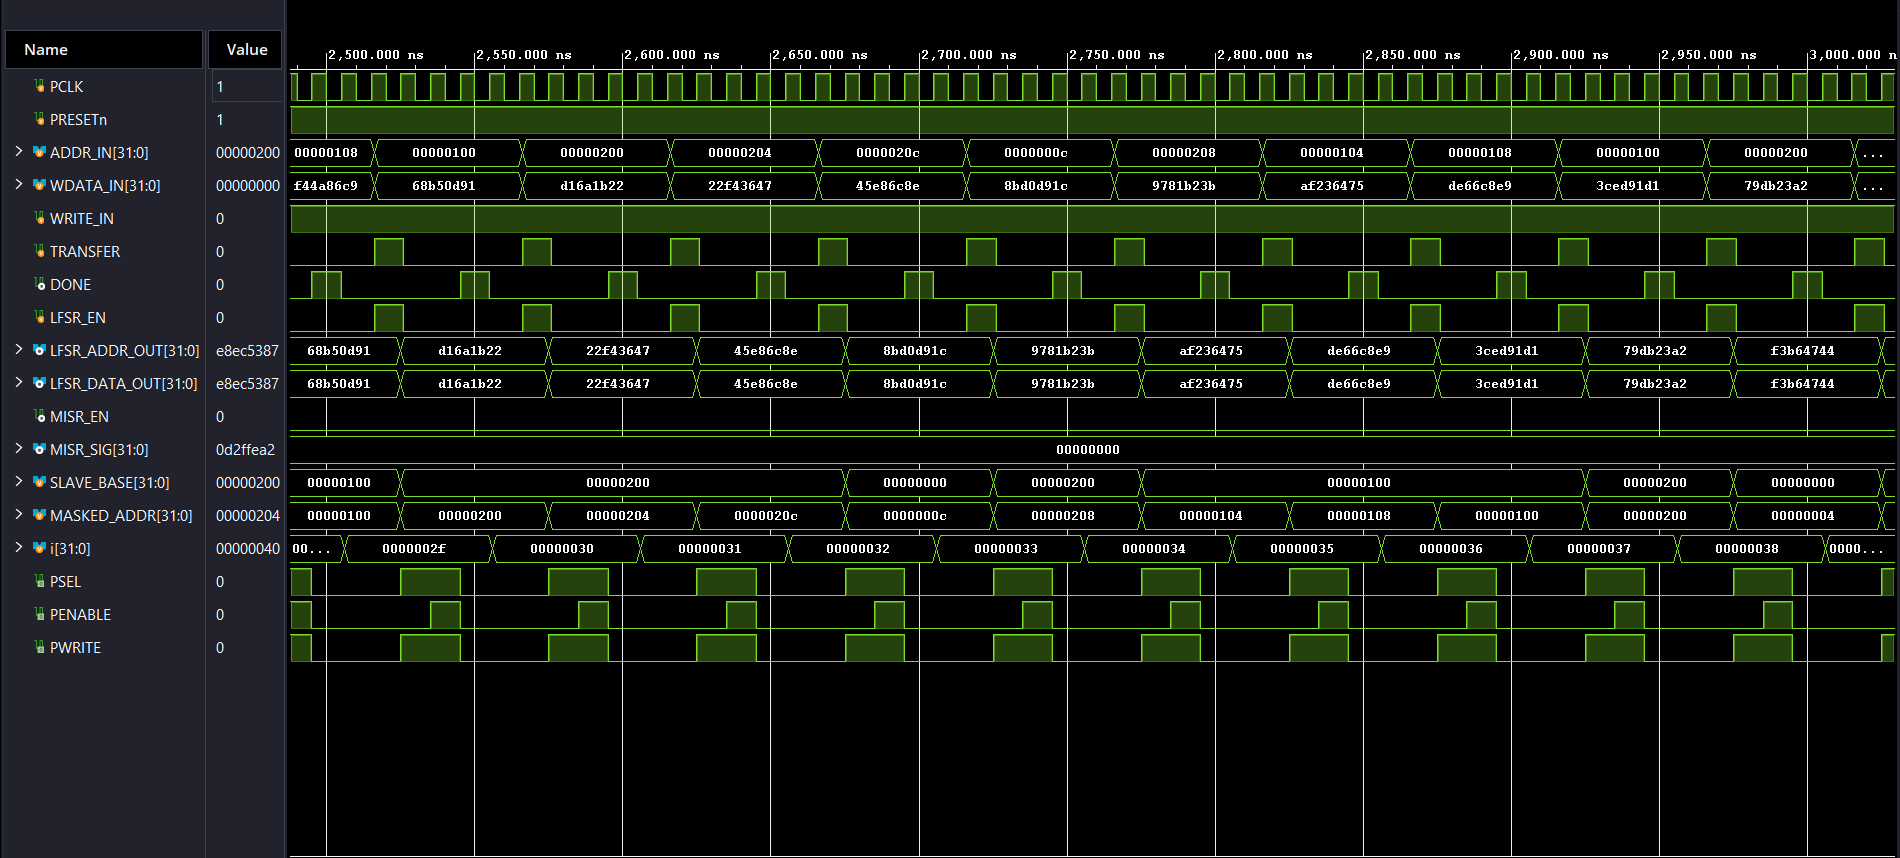 Name Value
2,500.000 ns 2,550.000 ns 2,600.000 ns 2,650.000 ns 2,700.000 ns 2,750.000 ns 2,800.000 ns 2,850.000 ns 2,900.000 ns 2,950.000 ns 3,000.000 n
PCLK 1
PRESETn 1
ADDR_IN[31:0] 00000200 00000108 00000100 00000200 00000204 0000020c 0000000c 00000208 00000104 00000108 00000100 00000200 ...
WDATA_IN[31:0] 00000000 f44a86c9 68b50d91 d16a1b22 22f43647 45e86c8e 8bd0d91c 9781b23b af236475 de66c8e9 3ced91d1 79db23a2 ...
WRITE_IN 0
TRANSFER 0
DONE 0
LFSR_EN 0
LFSR_ADDR_OUT[31:0] e8ec5387 68b50d91 d16a1b22 22f43647 45e86c8e 8bd0d91c 9781b23b af236475 de66c8e9 3ced91d1 79db23a2 f3b64744
LFSR_DATA_OUT[31:0] e8ec5387 68b50d91 d16a1b22 22f43647 45e86c8e 8bd0d91c 9781b23b af236475 de66c8e9 3ced91d1 79db23a2 f3b64744
MISR_EN 0
MISR_SIG[31:0] 0d2ffea2 00000000
SLAVE_BASE[31:0] 00000200 00000100 00000200 00000000 00000200 00000100 00000200 00000000
MASKED_ADDR[31:0] 00000204 00000100 00000200 00000204 0000020c 0000000c 00000208 00000104 00000108 00000100 00000200 00000004
i[31:0] 00000040 00... 0000002f 00000030 00000031 00000032 00000033 00000034 00000035 00000036 00000037 00000038 0000...
PSEL 0
PENABLE 0
PWRITE 0